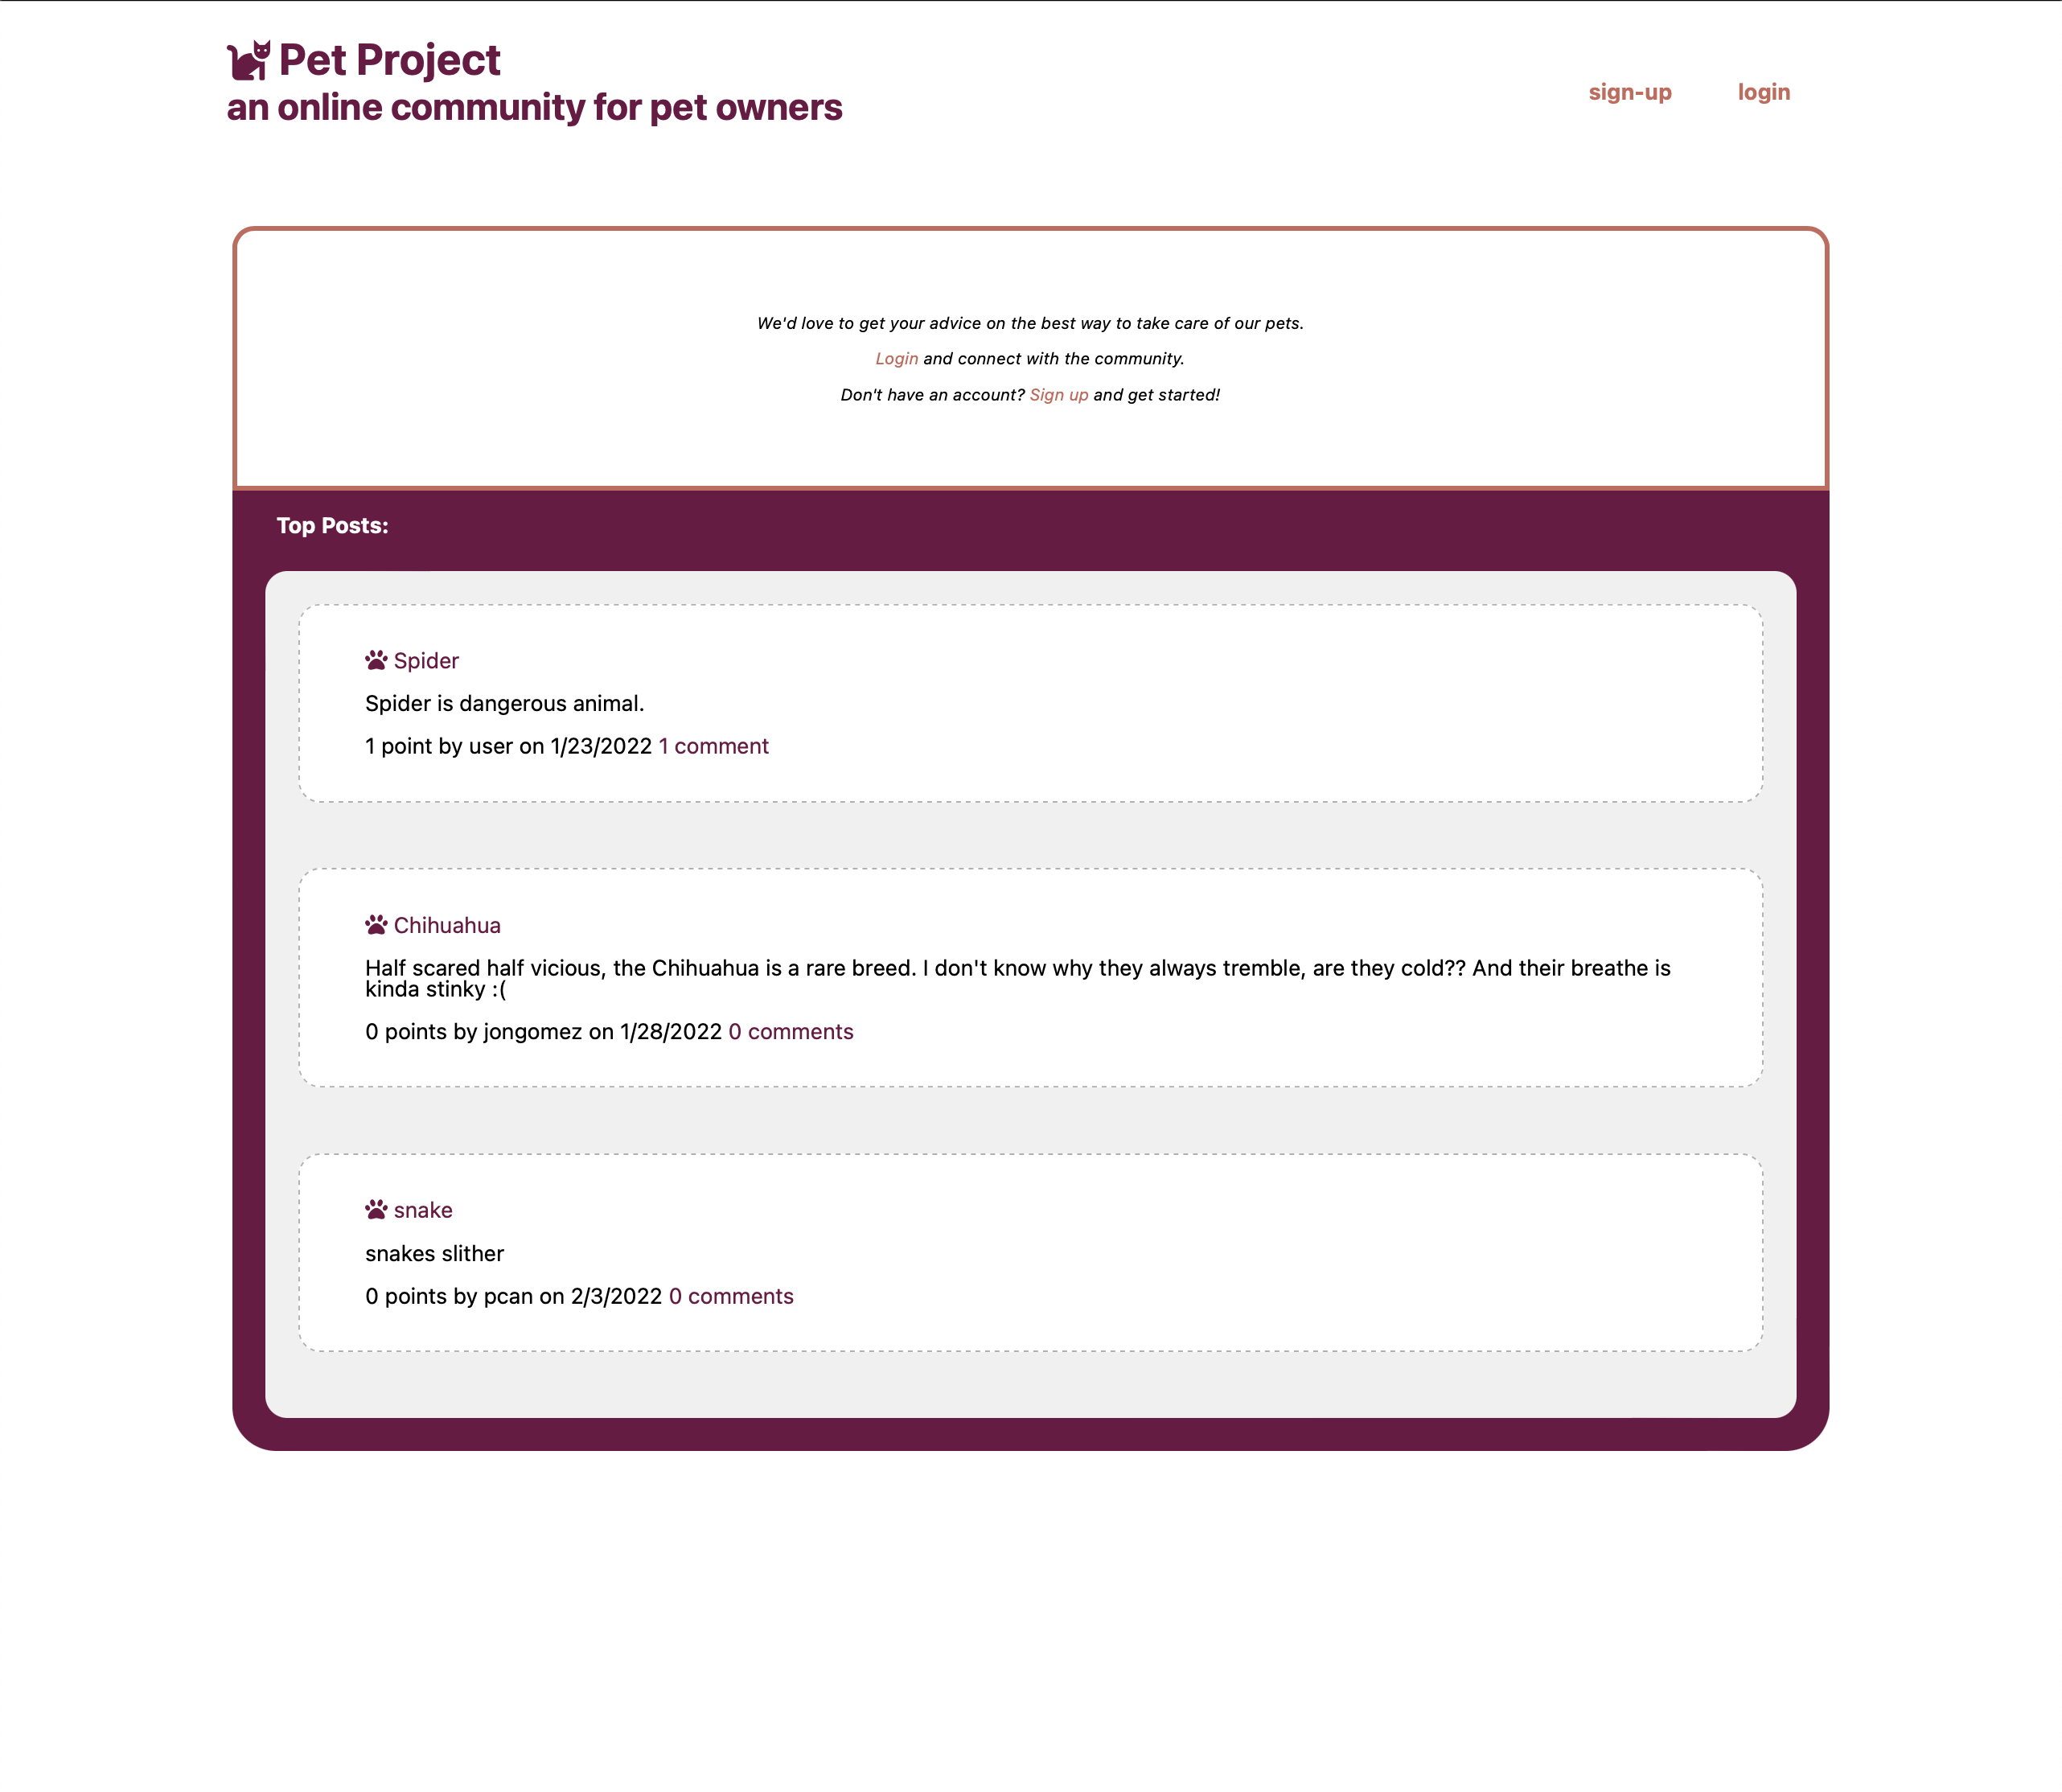 Pet Project
an online community for pet owners
sign-up
login
We'd love to get your advice on the best way to take care of our pets.
Login and connect with the community.
Don't have an account? Sign up and get started!
Top Posts:
Spider
Spider is dangerous animal.
1 point by user on 1/23/2022 1 comment
Chihuahua
Half scared half vicious, the Chihuahua is a rare breed. I don't know why they always tremble, are they cold?? And their breathe is
kinda stinky :(
0 points by jongomez on 1/28/2022 0 comments
snake
snakes slither
0 points by pcan on 2/3/2022 0 comments